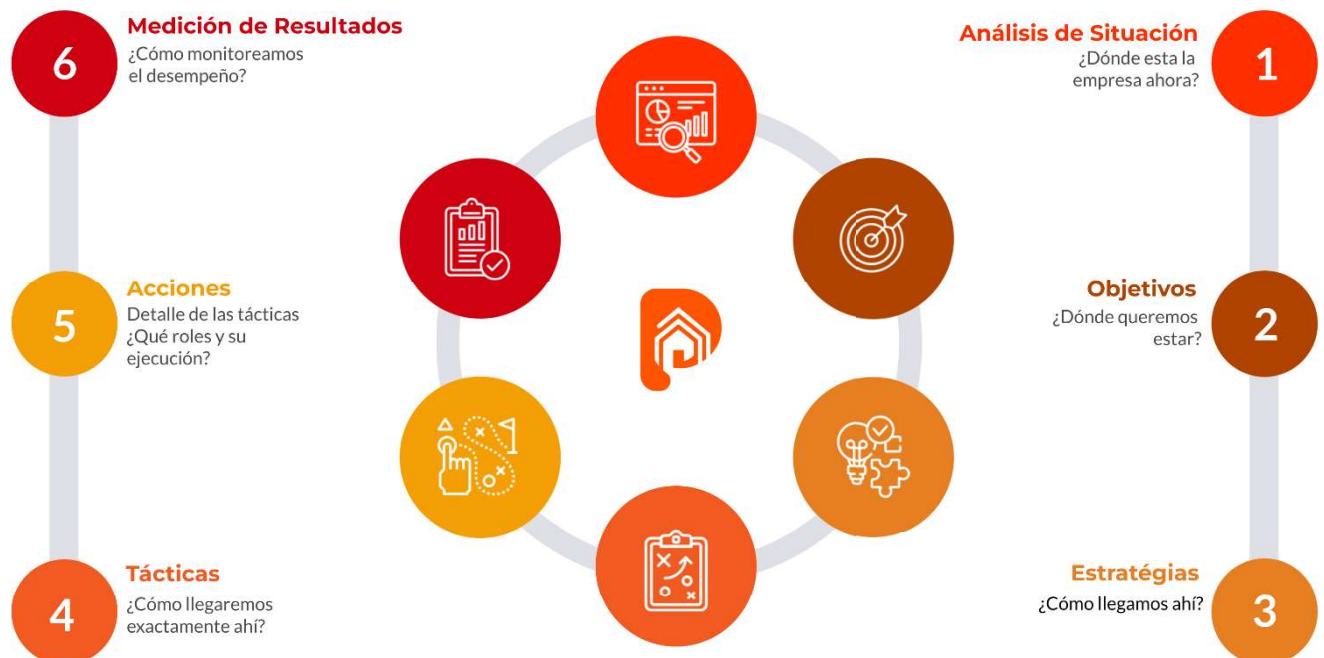 1
Análisis de Situación
¿Dónde esta la
empresa ahora?
2
Objetivos
¿Dónde queremos
estar?
3
Estratégias
¿Cómo llegamos ahí?
4
Tácticas
¿Cómo llegaremos
exactamente ahí?
5
Acciones
Detalle de las tácticas
¿Qué roles y su
ejecución?
6
Medición de Resultados
¿Cómo monitoreamos
el desempeño?